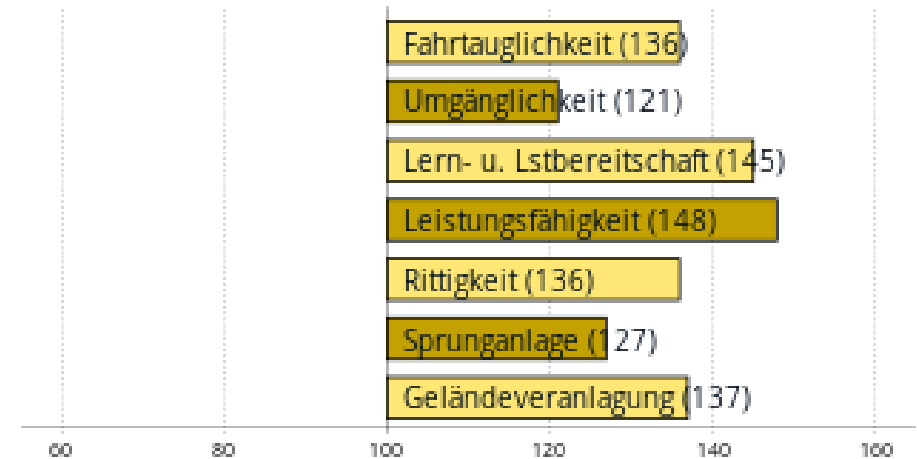 Fahrtauglichkeit (136)
Umgänglichkeit (121)
Lern- u. Lstbereitschaft (145)
Leistungsfähigkeit (148)
Rittigkeit (136)
Sprunganlage (127)
Geländeveranlagung (137)
60 80 100 120 140 160